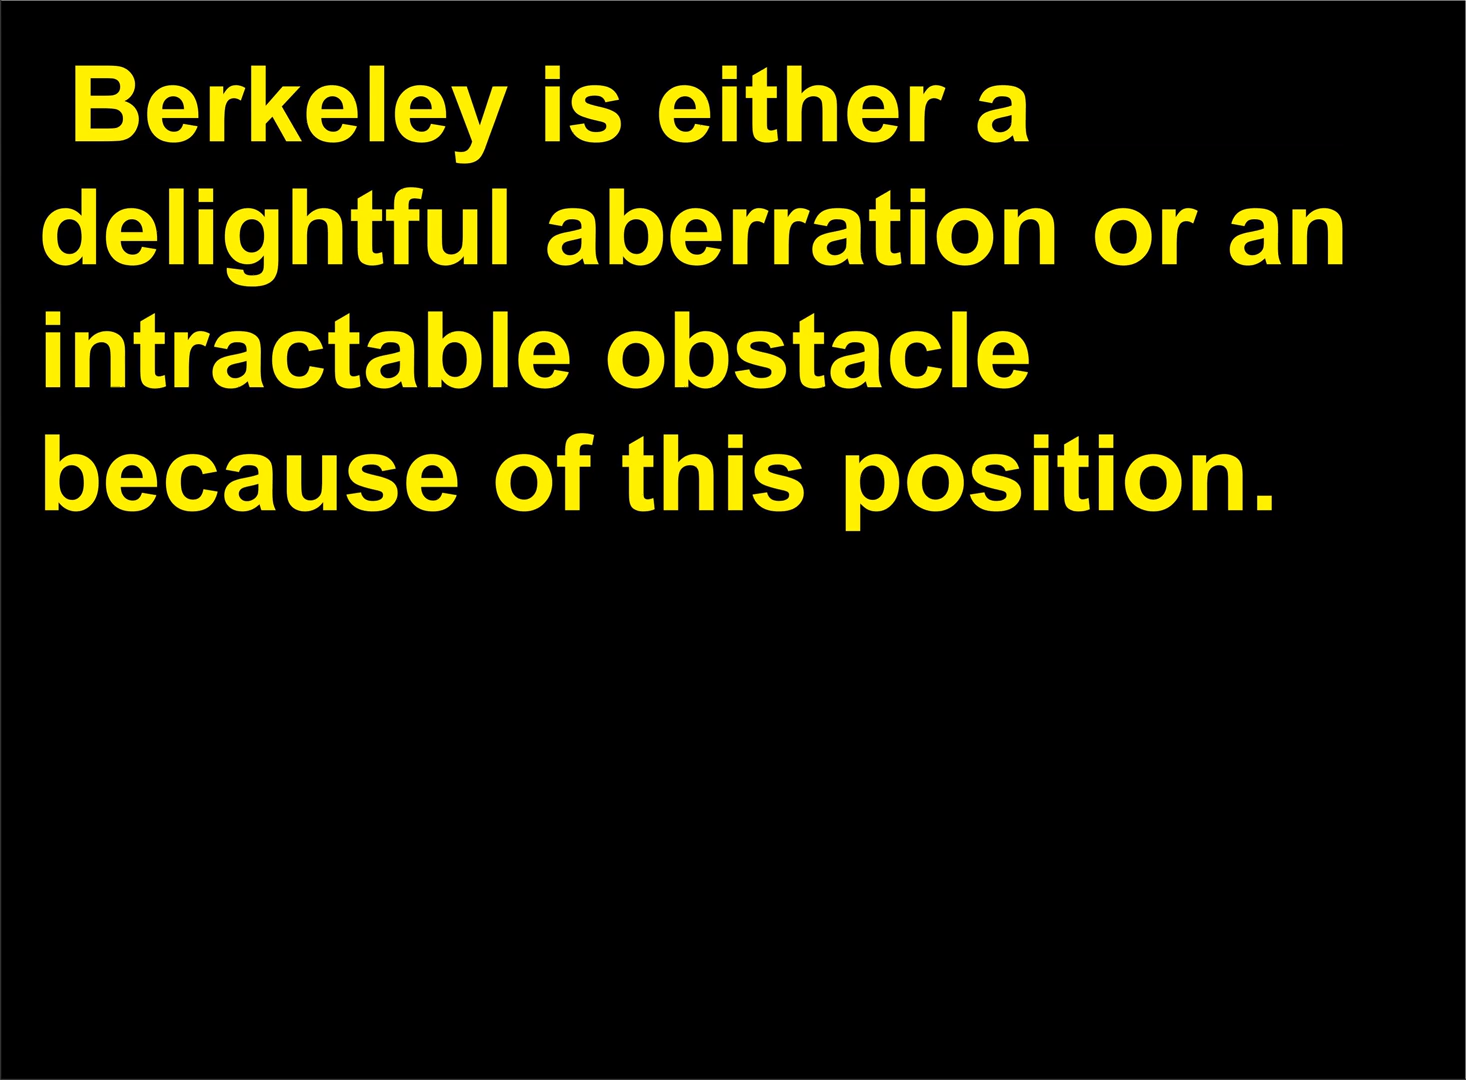 Berkeley is either a
delightful aberration or an
intractable obstacle
because of this position.